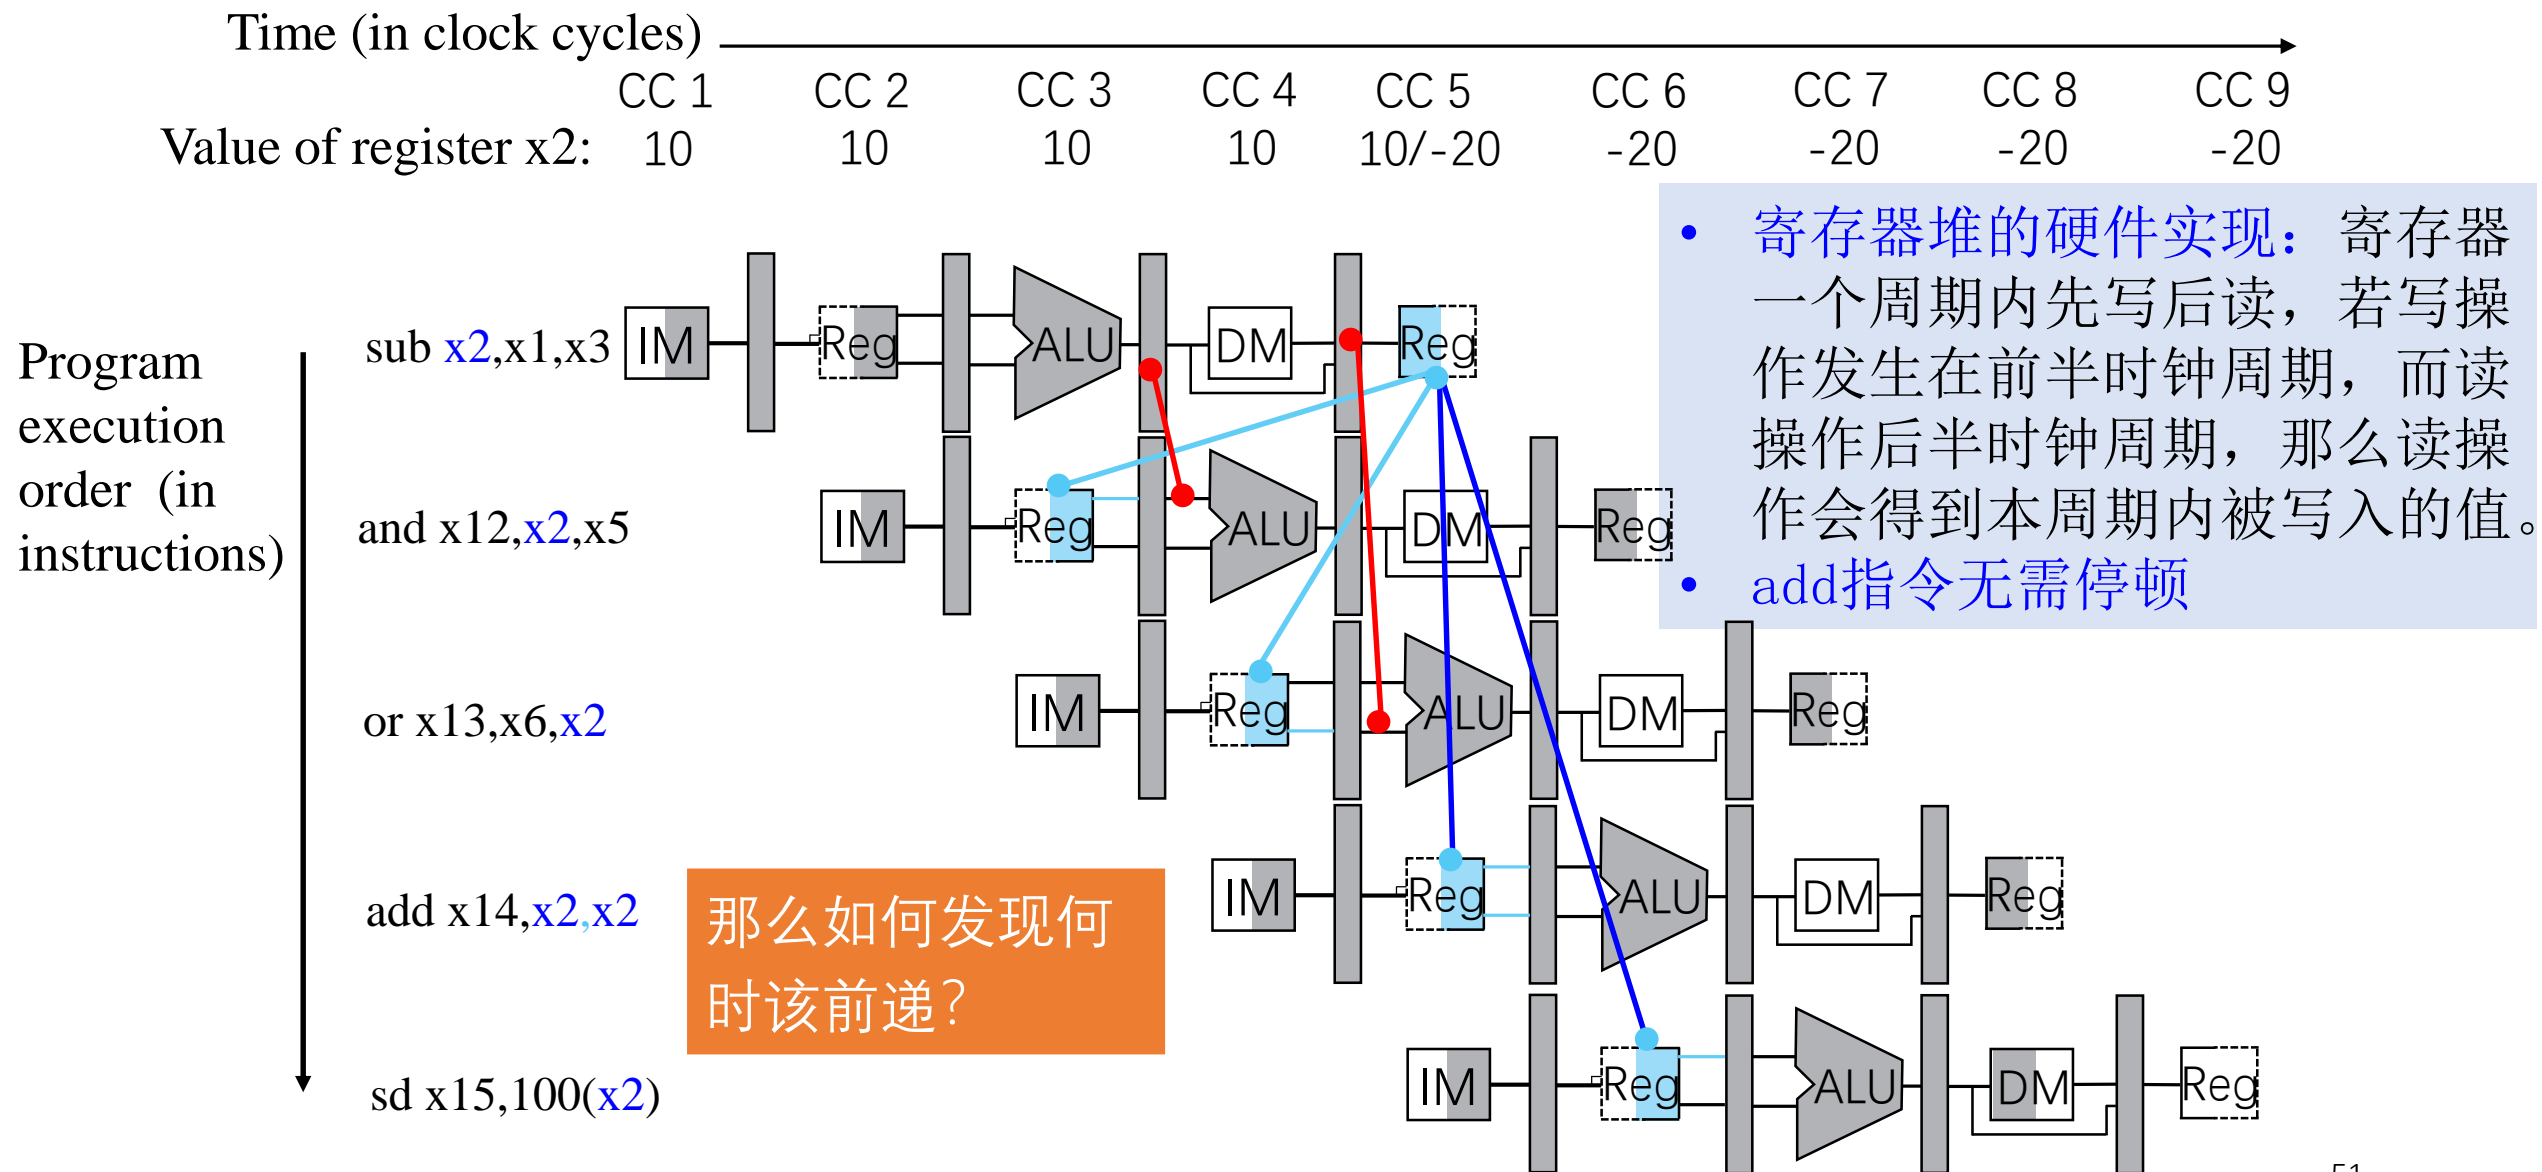 Time (in clock cycles)
CC 1 CC 2 CC 3 CC 4 CC 5 CC 6 CC 7 CC 8 CC 9
Value of register x2: 10 10 10 10 10/-20 -20 -20 -20 -20
• 寄存器堆的硬件实现：寄存器
一个周期内先写后读，若写操
作发生在前半时钟周期，而读
操作后半时钟周期，那么读操
作会得到本周期内被写入的值。
• add指令无需停顿
Program
execution
order (in
instructions)
sub x2,x1,x3 IM Reg ALU DM Reg
and x12,x2,x5 IM Reg ALU DM Reg
or x13,x6,x2 IM Reg ALU DM Reg
add x14,x2,x2 IM Reg ALU DM Reg
那么如何发现何
时该前递？
sd x15,100(x2) IM Reg ALU DM Reg
51